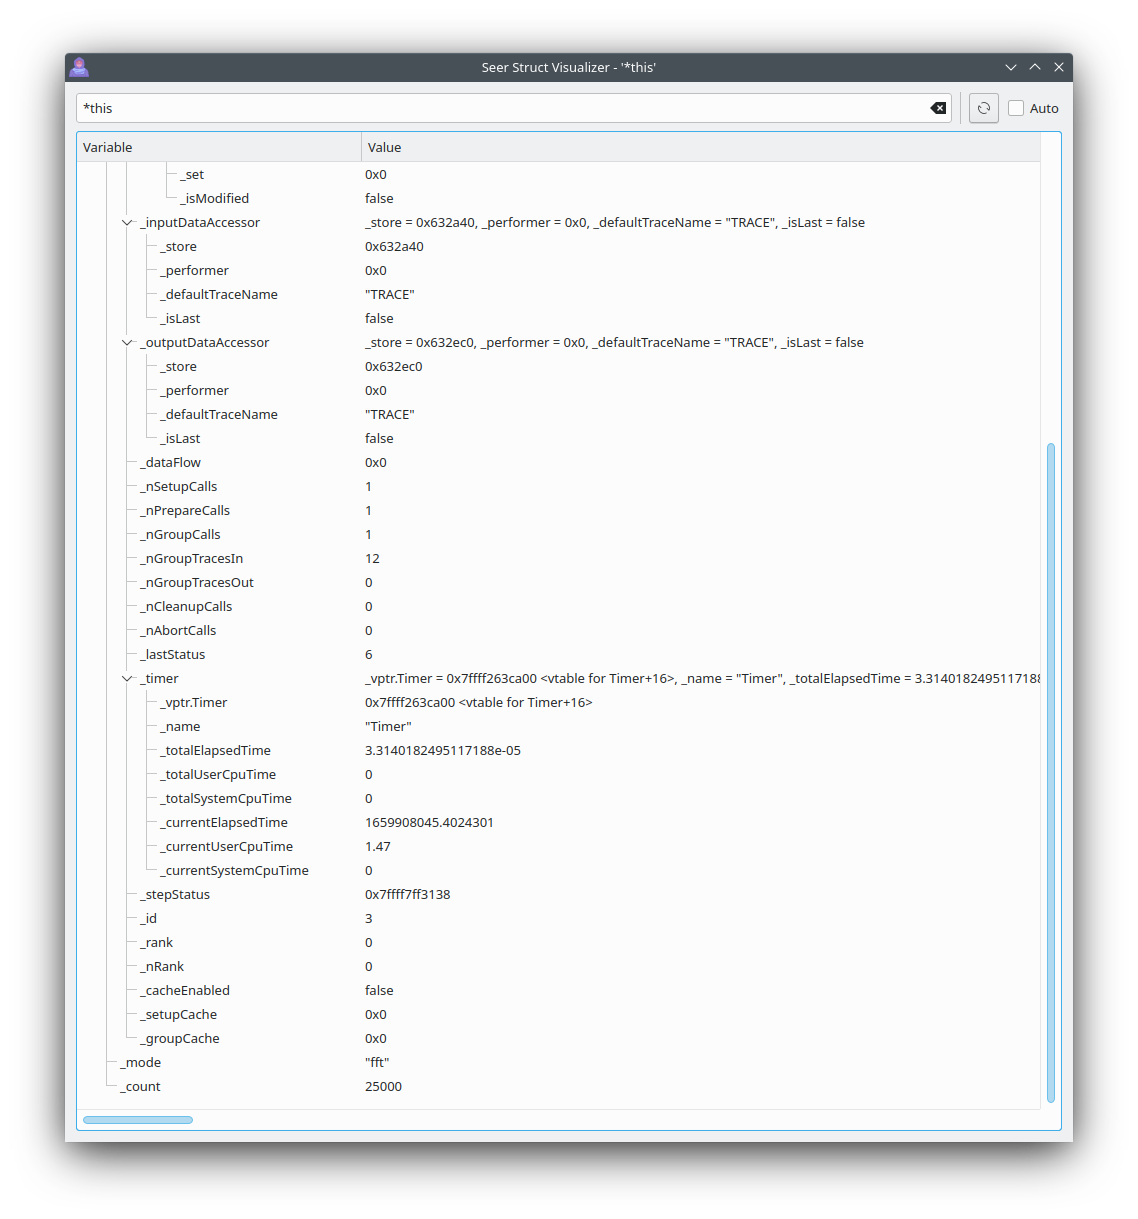 Seer Struct Visualizer - '*this'
*this Auto
Variable Value
_set 0x0
_isModified false
_inputDataAccessor _store = 0x632a40, _performer = 0x0, _defaultTraceName = "TRACE", _isLast = false
_store 0x632a40
_performer 0x0
_defaultTraceName "TRACE"
_isLast false
_outputDataAccessor _store = 0x632ec0, _performer = 0x0, _defaultTraceName = "TRACE", _isLast = false
_store 0x632ec0
_performer 0x0
_defaultTraceName "TRACE"
_isLast false
_dataFlow 0x0
_nSetupCalls 1
_nPrepareCalls 1
_nGroupCalls 1
_nGroupTracesIn 12
_nGroupTracesOut 0
_nCleanupCalls 0
_nAbortCalls 0
_lastStatus 6
_timer _vptr.Timer = 0x7ffff263ca00 <vtable for Timer+16>, _name = "Timer", _totalElapsedTime = 3.3140182495117188
_vptr.Timer 0x7ffff263ca00 <vtable for Timer+16>
_name "Timer"
_totalElapsedTime 3.3140182495117188e-05
_totalUserCpuTime 0
_totalSystemCpuTime 0
_currentElapsedTime 1659908045.4024301
_currentUserCpuTime 1.47
_currentSystemCpuTime 0
_stepStatus 0x7ffff7ff3138
_id 3
_rank 0
_nRank 0
_cacheEnabled false
_setupCache 0x0
_groupCache 0x0
_mode "fft"
_count 25000